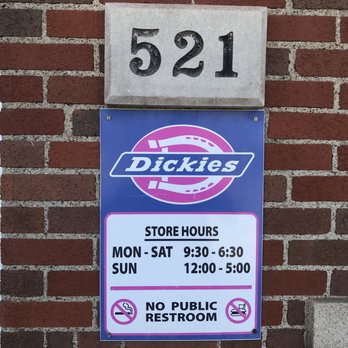 521
Dickies
STORE HOURS
MON - SAT 9:30 - 6:30
SUN 12:00 - 5:00
NO PUBLIC
RESTROOM